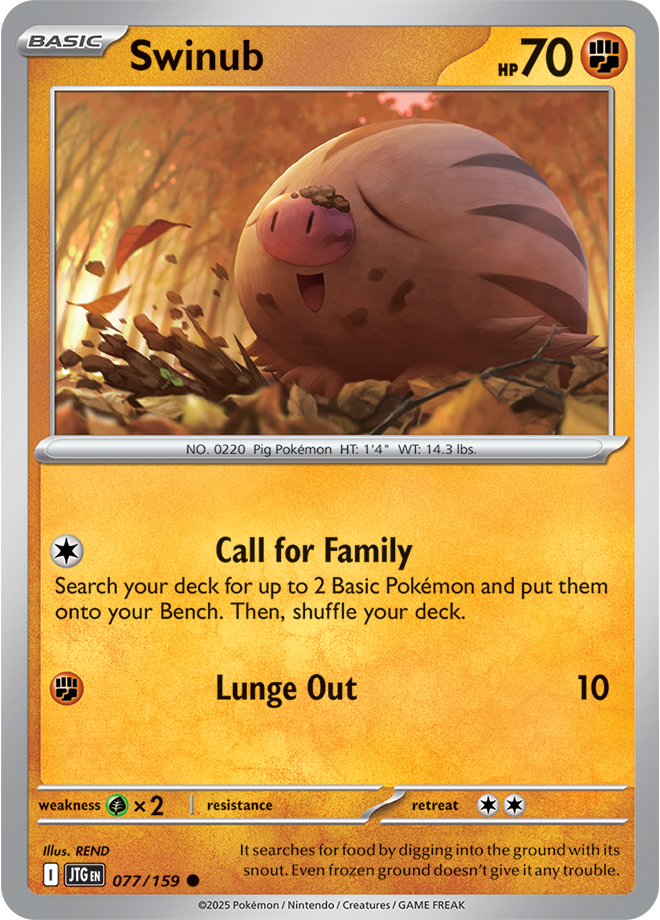 BASIC Swinub HP 70
NO. 0220 Pig Pokémon HT: 1'4" WT: 14.3 lbs.
Call for Family
Search your deck for up to 2 Basic Pokémon and put them
onto your Bench. Then, shuffle your deck.
Lunge Out 10
weakness ×2 resistance retreat
Illus. REND
It searches for food by digging into the ground with its
snout. Even frozen ground doesn't give it any trouble.
I JTG EN 077/159
©2025 Pokémon / Nintendo / Creatures / GAME FREAK